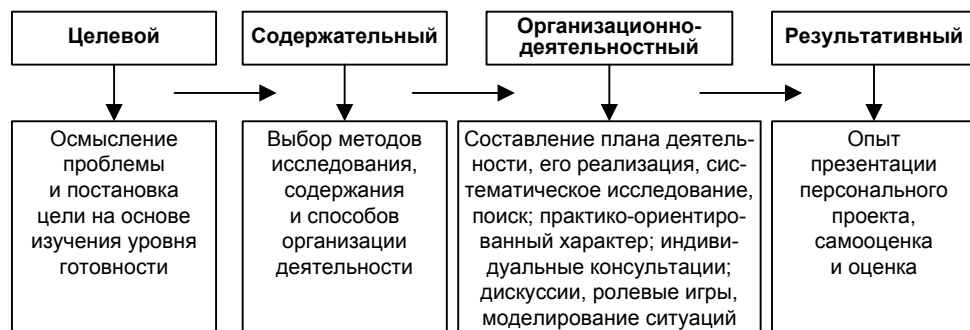 Целевой
Содержательный
Организационно-
деятельностный
Результативный
Осмысление
проблемы
и постановка
цели на основе
изучения уровня
готовности
Выбор методов
исследования,
содержания
и способов
организации
деятельности
Составление плана деятель-
ности, его реализация, сис-
тематическое исследование,
поиск; практико-ориентиро-
ванный характер; индиви-
дуальные консультации;
дискуссии, ролевые игры,
моделирование ситуаций
Опыт
презентации
персонального
проекта,
самооценка
и оценка